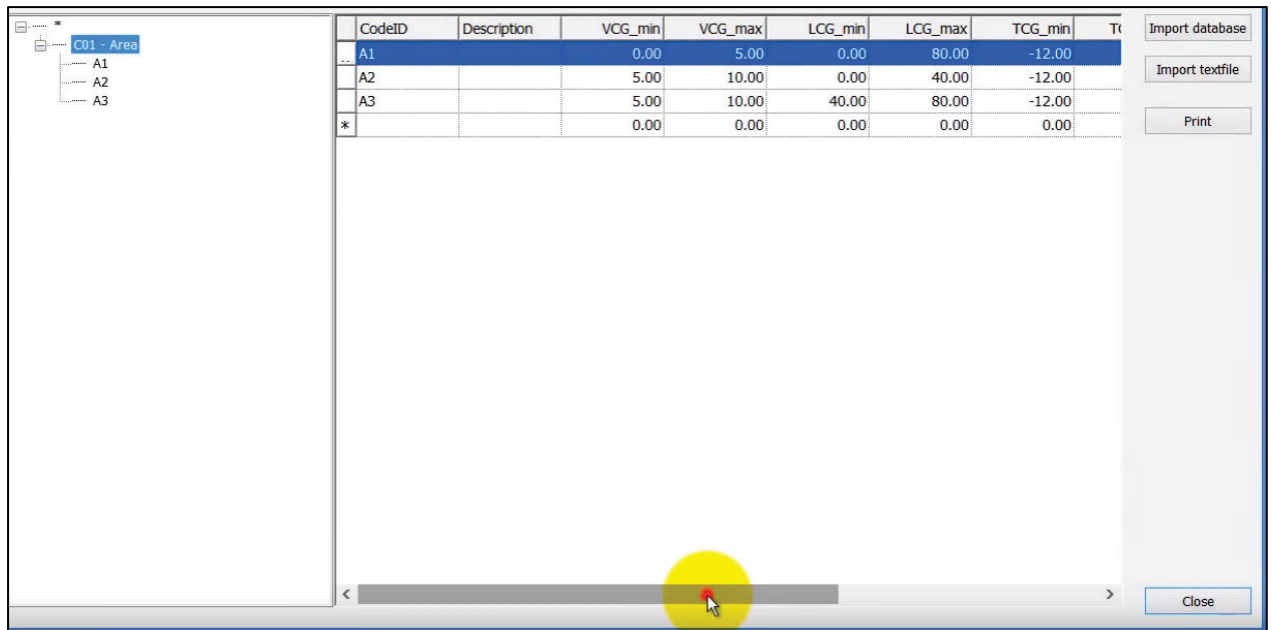 *
C01 - Area
A1
A2
A3
CodeID Description VCG_min VCG_max LCG_min LCG_max TCG_min
A1 0.00 5.00 0.00 80.00 -12.00
A2 5.00 10.00 0.00 40.00 -12.00
A3 5.00 10.00 40.00 80.00 -12.00
* 0.00 0.00 0.00 0.00 0.00
Import database
Import textfile
Print
Close